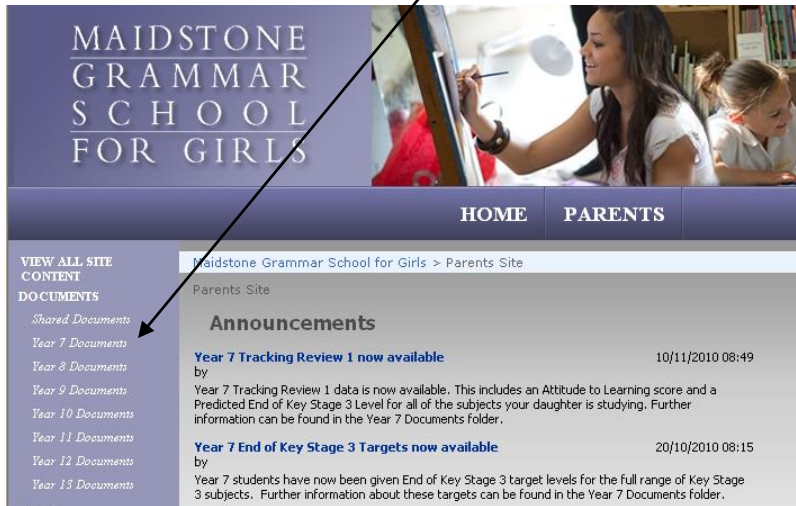 MAIDSTONE
GRAMMAR
SCHOOL
FOR GIRLS
HOME PARENTS
VIEW ALL SITE
CONTENT
DOCUMENTS
Shared Documents
Year 7 Documents
Year 8 Documents
Year 9 Documents
Year 10 Documents
Year 11 Documents
Year 12 Documents
Year 13 Documents
Maidstone Grammar School for Girls > Parents Site
Parents Site
Announcements
Year 7 Tracking Review 1 now available 10/11/2010 08:49
by
Year 7 Tracking Review 1 data is now available. This includes an Attitude to Learning score and a
Predicted End of Key Stage 3 Level for all of the subjects your daughter is studying. Further
information can be found in the Year 7 Documents folder.
Year 7 End of Key Stage 3 Targets now available 20/10/2010 08:15
by
Year 7 students have now been given End of Key Stage 3 target levels for the full range of Key Stage
3 subjects. Further information about these targets can be found in the Year 7 Documents folder.